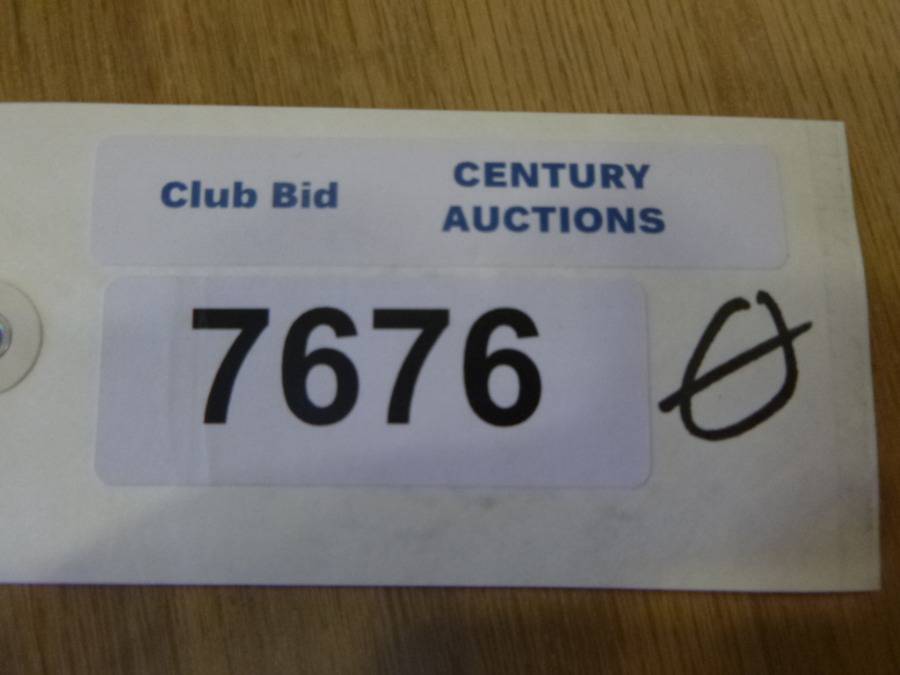 Club Bid
CENTURY
AUCTIONS
7676 Ø